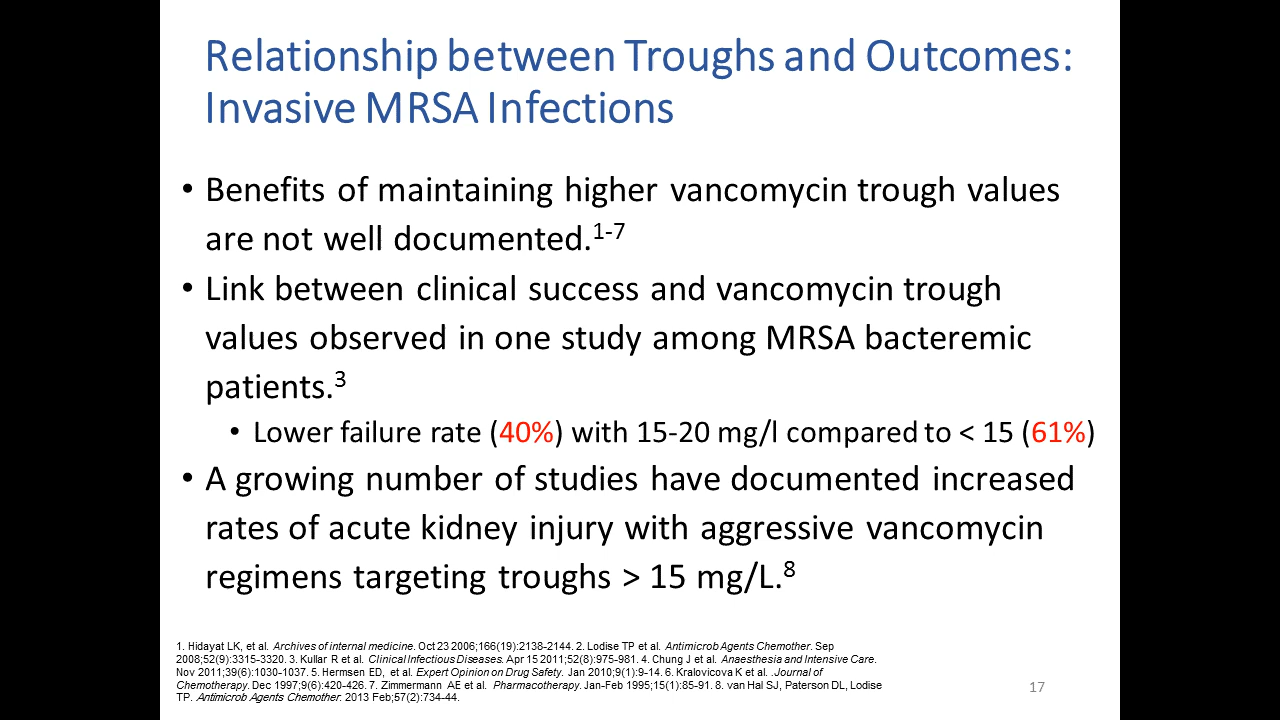 Relationship between Troughs and Outcomes:
Invasive MRSA Infections
• Benefits of maintaining higher vancomycin trough values
are not well documented.1-7
• Link between clinical success and vancomycin trough
values observed in one study among MRSA bacteremic
patients.3
• Lower failure rate (40%) with 15-20 mg/l compared to < 15 (61%)
• A growing number of studies have documented increased
rates of acute kidney injury with aggressive vancomycin
regimens targeting troughs > 15 mg/L.8
1. Hidayat LK, et al. Archives of internal medicine. Oct 23 2006;166(19):2138-2144. 2. Lodise TP et al. Antimicrob Agents Chemother. Sep
2008;52(9):3315-3320. 3. Kullar R et al. Clinical Infectious Diseases. Apr 15 2011;52(8):975-981. 4. Chung J et al. Anaesthesia and Intensive Care.
Nov 2011;39(6):1030-1037. 5. Hermsen ED, et al. Expert Opinion on Drug Safety. Jan 2010;9(1):9-14. 6. Kralovicova K et al. .Journal of
Chemotherapy. Dec 1997;9(6):420-426. 7. Zimmermann AE et al. Pharmacotherapy. Jan-Feb 1995;15(1):85-91. 8. van Hal SJ, Paterson DL, Lodise
TP. Antimicrob Agents Chemother. 2013 Feb;57(2):734-44.
17